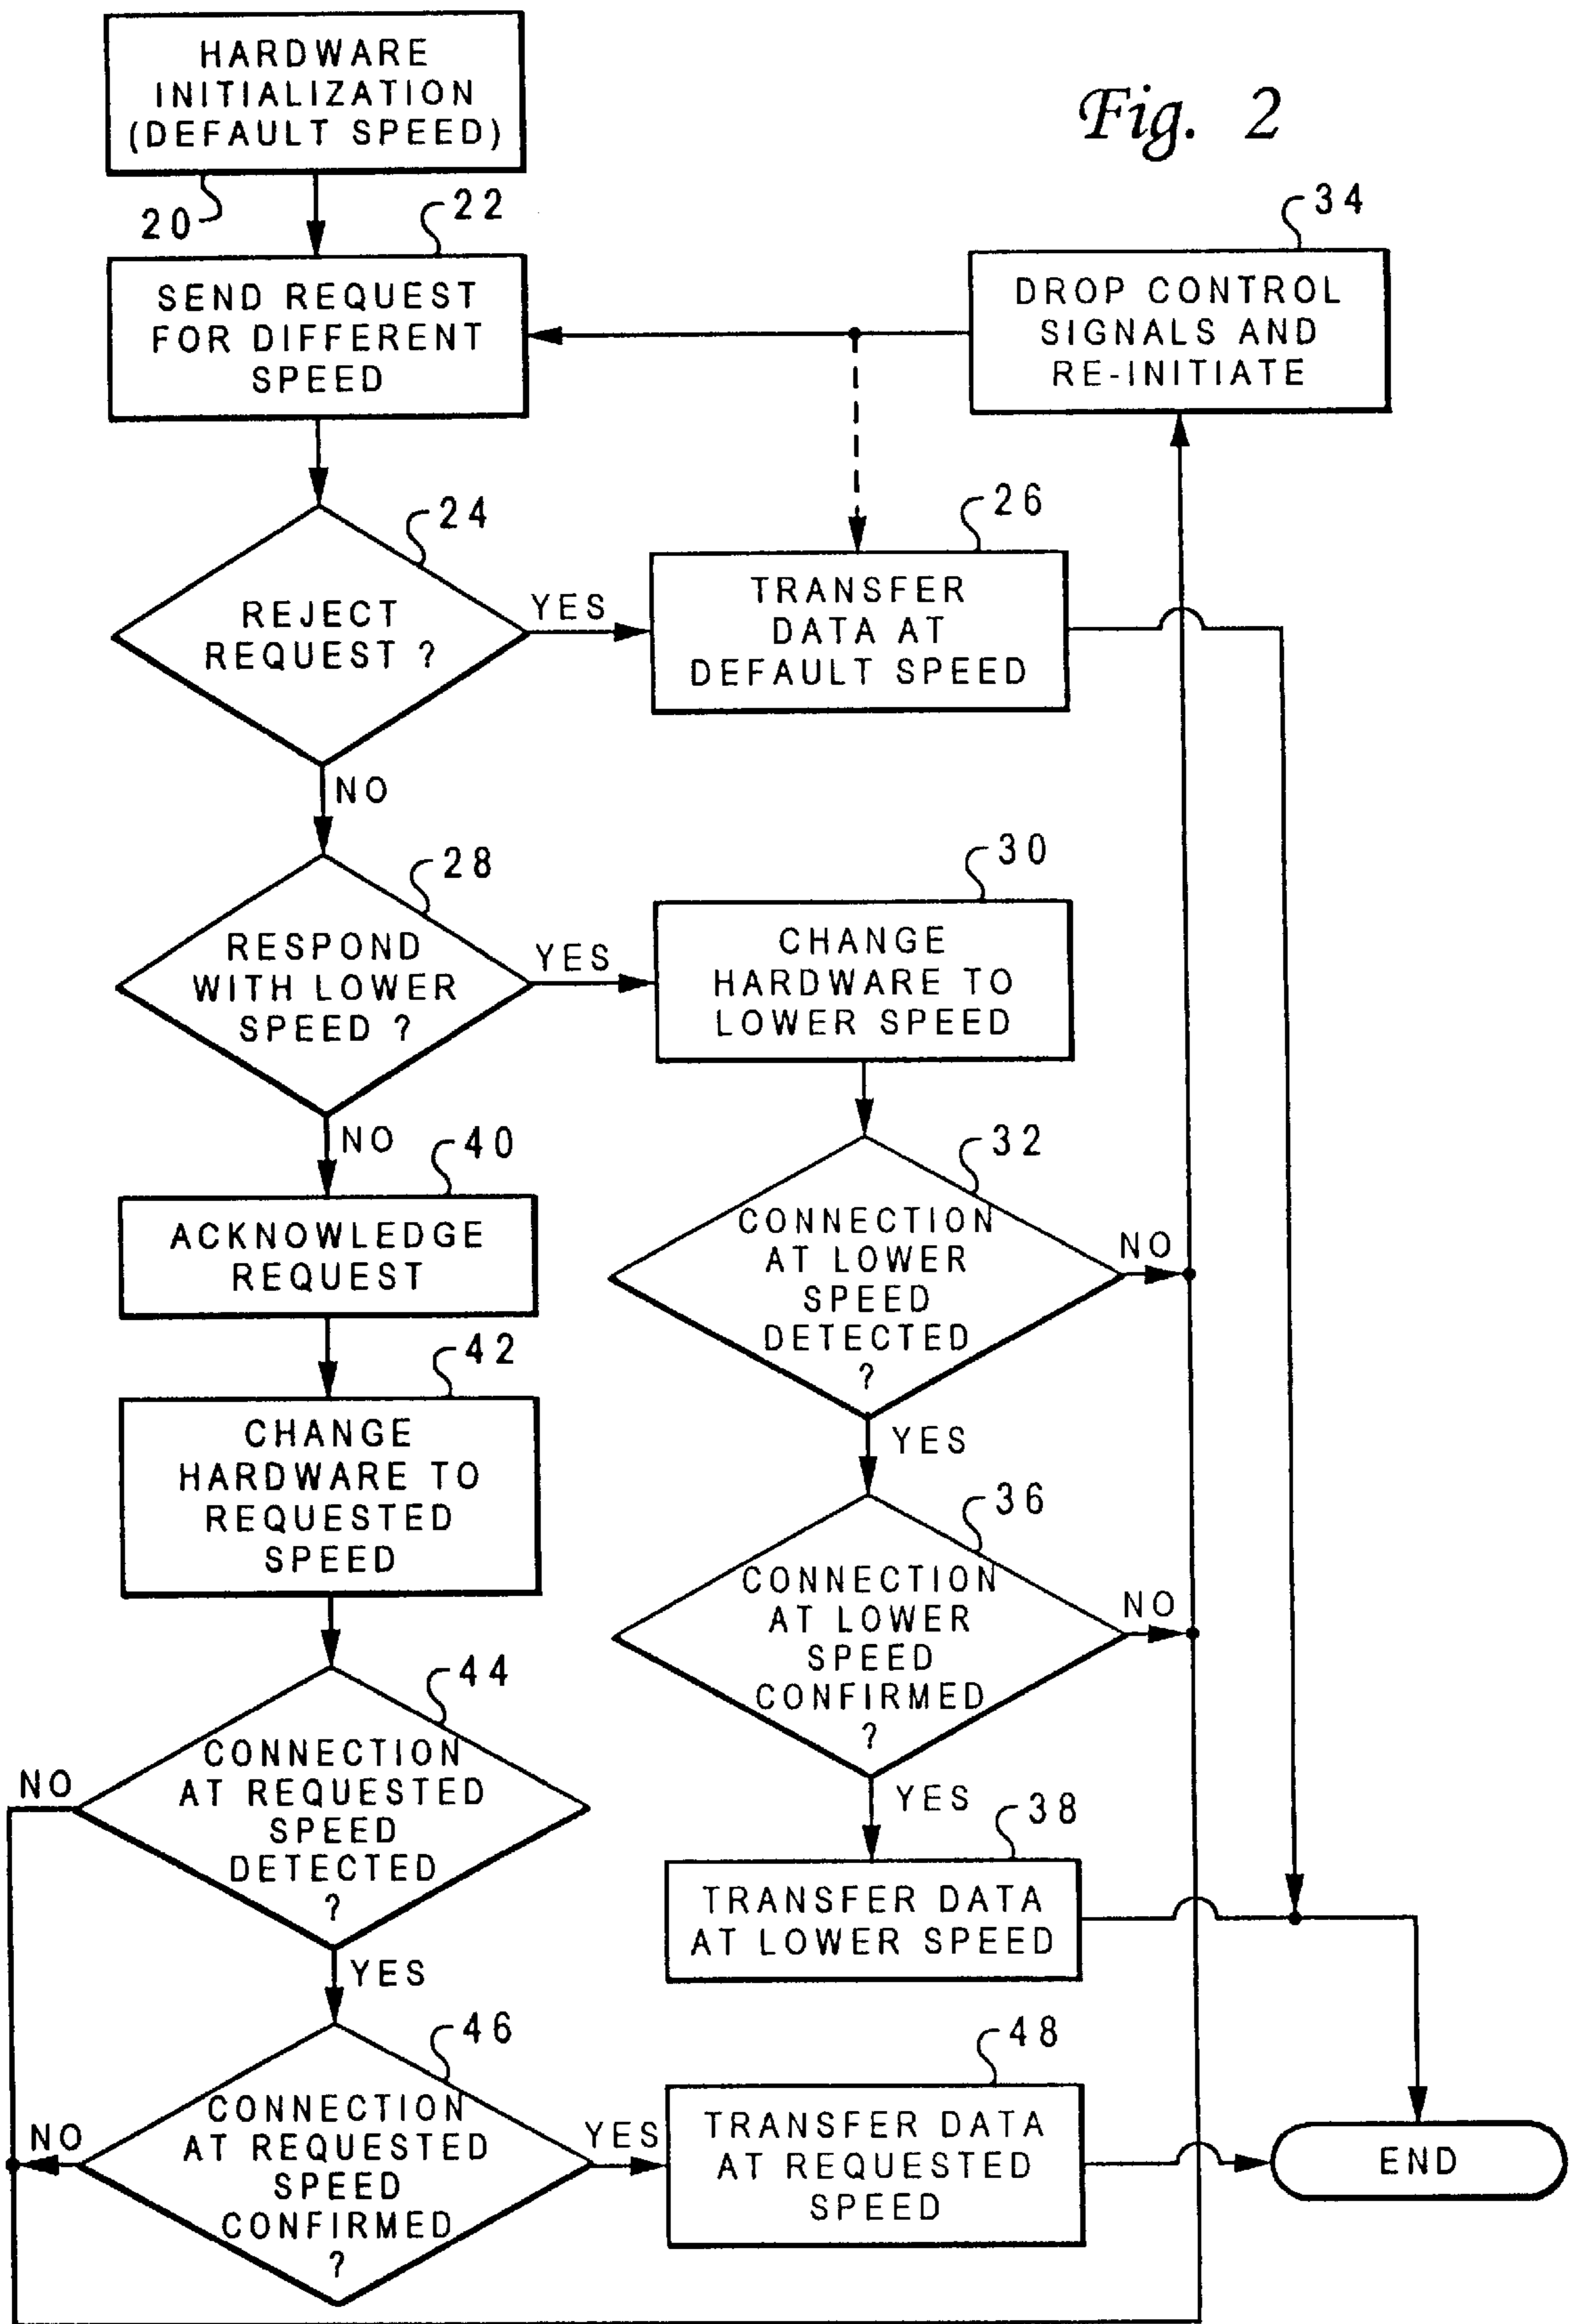 HARDWARE
INITIALIZATION
(DEFAULT SPEED)
Fig. 2
20
22
34
SEND REQUEST
FOR DIFFERENT
SPEED
DROP CONTROL
SIGNALS AND
RE-INITIATE
24
26
REJECT
REQUEST ?
YES
TRANSFER
DATA AT
DEFAULT SPEED
NO
28
30
RESPOND
WITH LOWER
SPEED ?
YES
CHANGE
HARDWARE TO
LOWER SPEED
NO
40
32
ACKNOWLEDGE
REQUEST
CONNECTION
AT LOWER
SPEED
DETECTED
?
NO
42
YES
CHANGE
HARDWARE TO
REQUESTED
SPEED
36
CONNECTION
AT LOWER
SPEED
CONFIRMED
?
NO
44
YES
CONNECTION
AT REQUESTED
SPEED
DETECTED
?
NO
38
TRANSFER DATA
AT LOWER SPEED
YES
46
48
CONNECTION
AT REQUESTED
SPEED
CONFIRMED
?
NO
YES
TRANSFER DATA
AT REQUESTED
SPEED
END